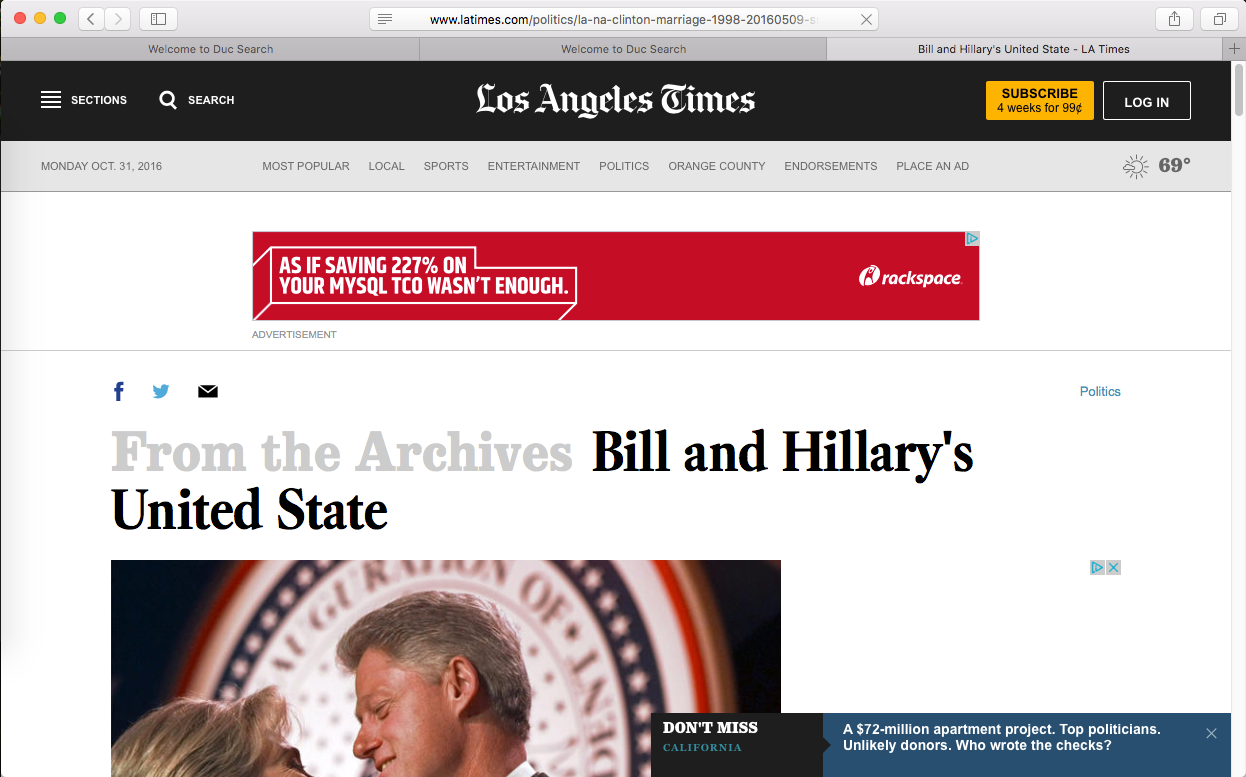 www.latimes.com/politics/la-na-clinton-marriage-1998-20160509-s
Welcome to Duc Search
Welcome to Duc Search
Bill and Hillary's United State - LA Times
SECTIONS
SEARCH
Los Angeles Times
SUBSCRIBE
4 weeks for 99¢
LOG IN
MONDAY OCT. 31, 2016
MOST POPULAR
LOCAL
SPORTS
ENTERTAINMENT
POLITICS
ORANGE COUNTY
ENDORSEMENTS
PLACE AN AD
69°
AS IF SAVING 227% ON
YOUR MYSQL TCO WASN'T ENOUGH.
rackspace
ADVERTISEMENT
Politics
From the Archives Bill and Hillary's
United State
INAUGURATION OF
DON'T MISS
CALIFORNIA
A $72-million apartment project. Top politicians.
Unlikely donors. Who wrote the checks?